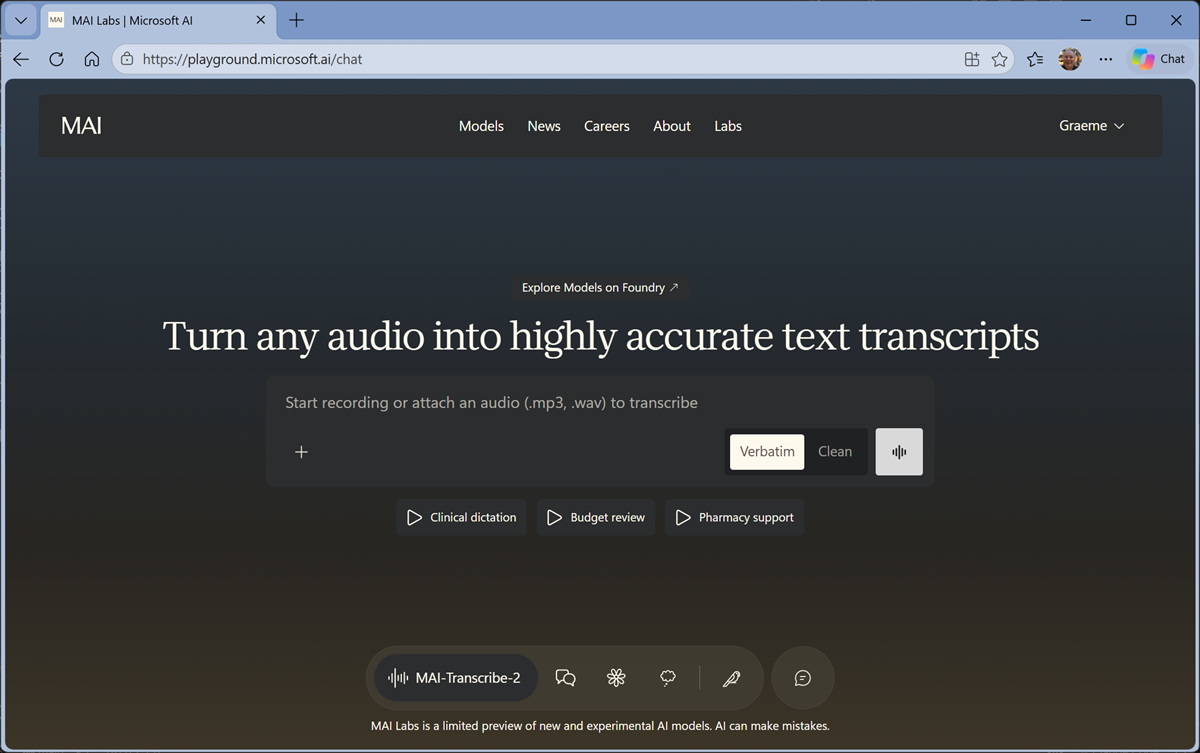 MAI MAI Labs | Microsoft AI
https://playground.microsoft.ai/chat
Chat
MAI Models News Careers About Labs Graeme
Explore Models on Foundry ↗
Turn any audio into highly accurate text transcripts
Start recording or attach an audio (.mp3, .wav) to transcribe
Verbatim Clean
Clinical dictation Budget review Pharmacy support
MAI-Transcribe-2
MAI Labs is a limited preview of new and experimental AI models. AI can make mistakes.